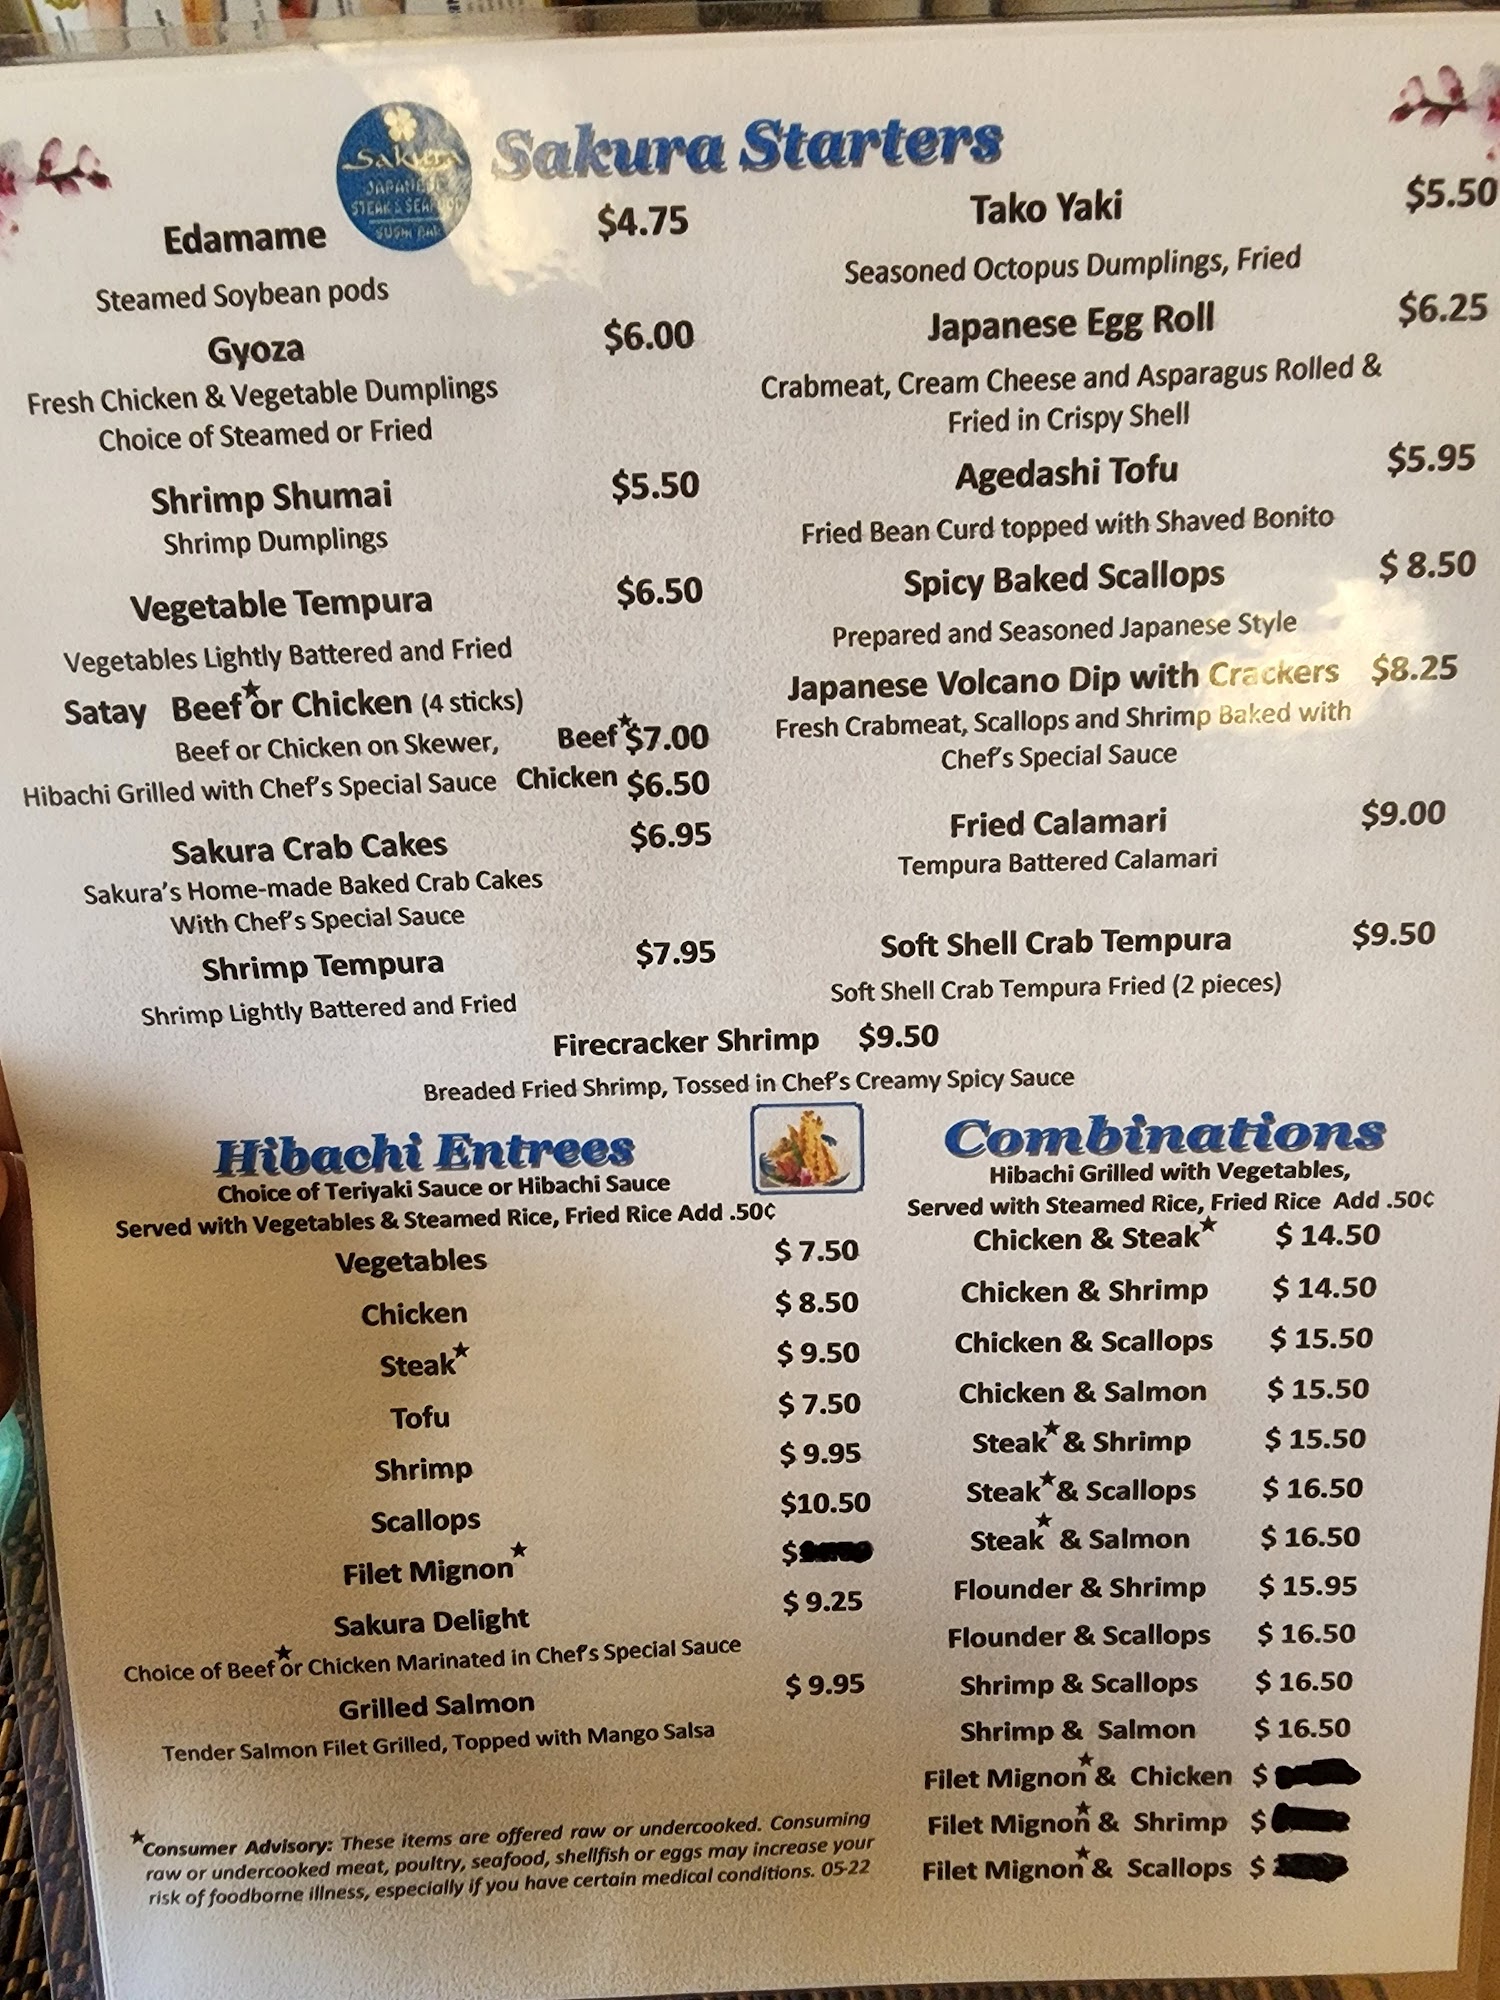 Sakura
JAPANESE
STEAK & SEAFOOD
SUSHI BAR
Sakura Starters
Edamame $4.75
Steamed Soybean pods
Gyoza $6.00
Fresh Chicken & Vegetable Dumplings
Choice of Steamed or Fried
Shrimp Shumai $5.50
Shrimp Dumplings
Vegetable Tempura $6.50
Vegetables Lightly Battered and Fried
Satay Beef★or Chicken (4 sticks)
Beef or Chicken on Skewer, Beef★$7.00
Hibachi Grilled with Chef's Special Sauce Chicken $6.50
Sakura Crab Cakes $6.95
Sakura's Home-made Baked Crab Cakes
With Chef's Special Sauce
Shrimp Tempura $7.95
Shrimp Lightly Battered and Fried
Tako Yaki $5.50
Seasoned Octopus Dumplings, Fried
Japanese Egg Roll $6.25
Crabmeat, Cream Cheese and Asparagus Rolled &
Fried in Crispy Shell
Agedashi Tofu $5.95
Fried Bean Curd topped with Shaved Bonito
Spicy Baked Scallops $ 8.50
Prepared and Seasoned Japanese Style
Japanese Volcano Dip with Crackers $8.25
Fresh Crabmeat, Scallops and Shrimp Baked with
Chef's Special Sauce
Fried Calamari $9.00
Tempura Battered Calamari
Soft Shell Crab Tempura $9.50
Soft Shell Crab Tempura Fried (2 pieces)
Firecracker Shrimp $9.50
Breaded Fried Shrimp, Tossed in Chef's Creamy Spicy Sauce
Hibachi Entrees
Choice of Teriyaki Sauce or Hibachi Sauce
Served with Vegetables & Steamed Rice, Fried Rice Add .50¢
Vegetables $ 7.50
Chicken $ 8.50
Steak★ $ 9.50
Tofu $ 7.50
Shrimp $ 9.95
Scallops $10.50
Filet Mignon★ $
Sakura Delight $ 9.25
Choice of Beef★or Chicken Marinated in Chef's Special Sauce
Grilled Salmon $ 9.95
Tender Salmon Filet Grilled, Topped with Mango Salsa
★Consumer Advisory: These items are offered raw or undercooked. Consuming
raw or undercooked meat, poultry, seafood, shellfish or eggs may increase your
risk of foodborne illness, especially if you have certain medical conditions. 05-22
Combinations
Hibachi Grilled with Vegetables,
Served with Steamed Rice, Fried Rice Add .50¢
Chicken & Steak★ $ 14.50
Chicken & Shrimp $ 14.50
Chicken & Scallops $ 15.50
Chicken & Salmon $ 15.50
Steak★ & Shrimp $ 15.50
Steak★& Scallops $ 16.50
Steak★ & Salmon $ 16.50
Flounder & Shrimp $ 15.95
Flounder & Scallops $ 16.50
Shrimp & Scallops $ 16.50
Shrimp & Salmon $ 16.50
Filet Mignon★& Chicken $
Filet Mignon★& Shrimp $
Filet Mignon★& Scallops $